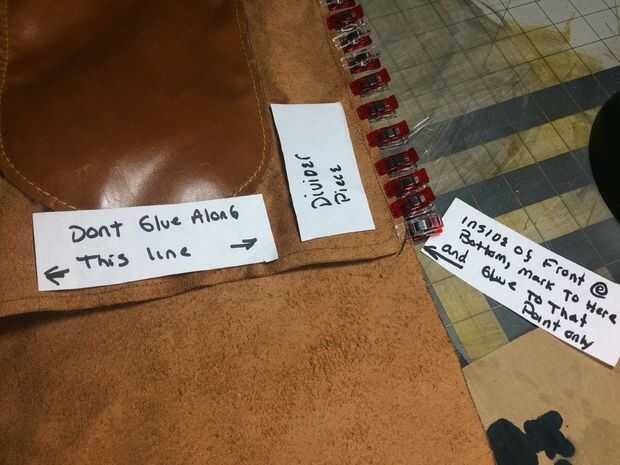 Dont Glue Along
This line
Divider
Piece
inside of Front @
Bottom, mark To Here
and Glue To That
Point only